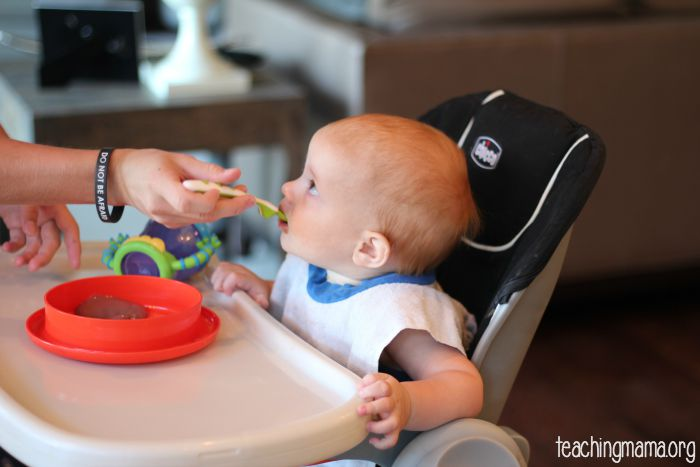 DO NOT BE AFRAID
chicco
teachingmama.org